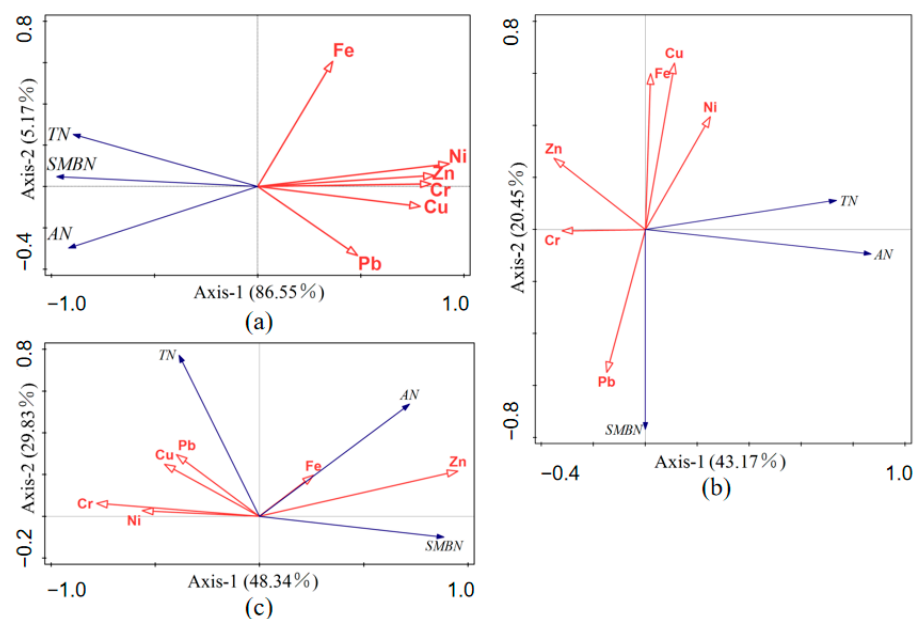 0.8
Fe
TN
SMBN
AN
Ni
Zn
Cr
Cu
Pb
Axis-2 (5.17%)
−0.4
−1.0
Axis-1 (86.55%)
1.0
(a)
0.8
Cu
Fe
Ni
Zn
TN
Cr
AN
Pb
SMBN
Axis-2 (20.45%)
−0.8
−0.4
Axis-1 (43.17%)
1.0
(b)
0.8
TN
AN
Pb
Cu
Fe
Zn
Cr
Ni
SMBN
Axis-2 (29.83%)
−0.2
−1.0
Axis-1 (48.34%)
1.0
(c)